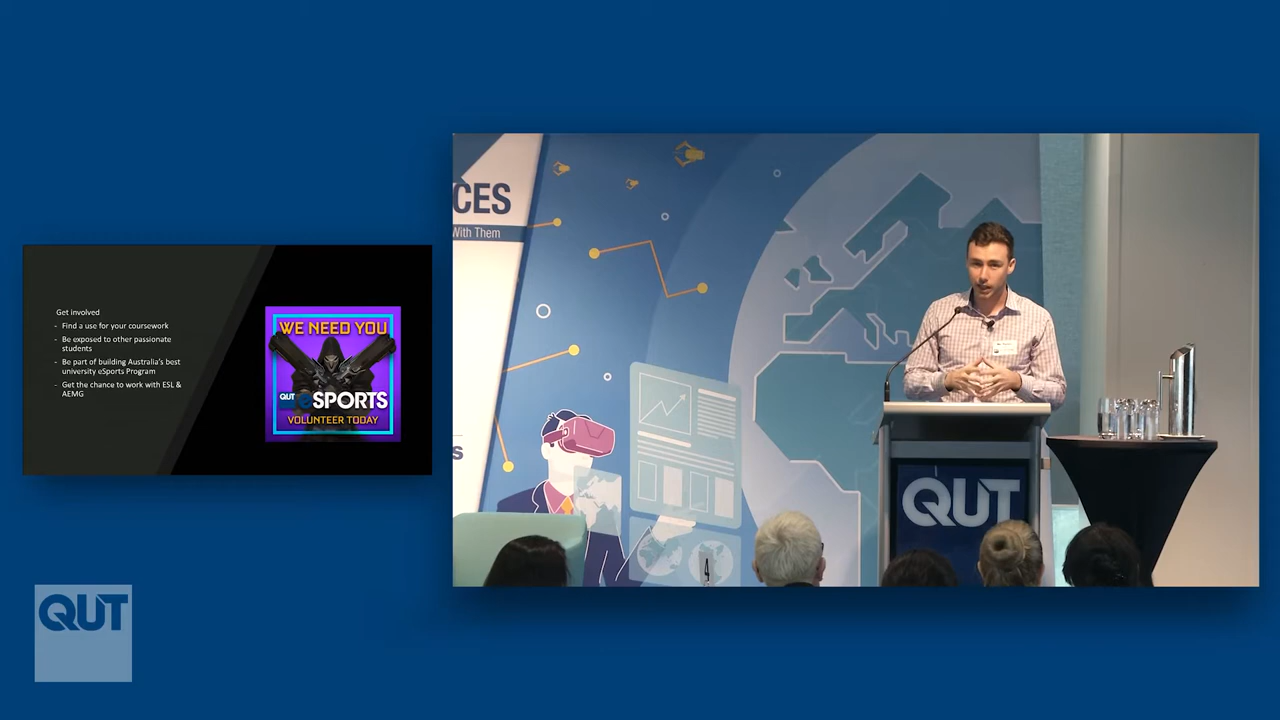 Get involved
- Find a use for your coursework
- Be exposed to other passionate
students
- Be part of building Australia's best
university eSports Program
- Get the chance to work with ESL &
AEMG
WE NEED YOU
QUT eSPORTS
VOLUNTEER TODAY
QUT
CES
With Them
s
QUT
4